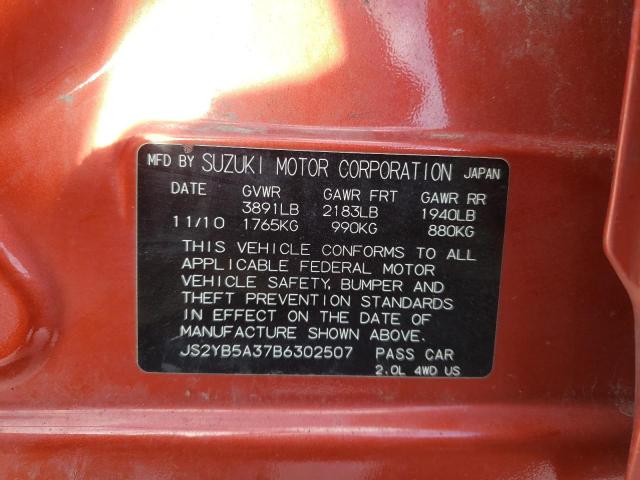 MFD BY SUZUKI MOTOR CORPORATION JAPAN
DATE GVWR GAWR FRT GAWR RR
3891LB 2183LB 1940LB
11/10 1765KG 990KG 880KG
THIS VEHICLE CONFORMS TO ALL
APPLICABLE FEDERAL MOTOR
VEHICLE SAFETY, BUMPER AND
THEFT PREVENTION STANDARDS
IN EFFECT ON THE DATE OF
MANUFACTURE SHOWN ABOVE.
JS2YB5A37B6302507 PASS CAR
2.0L 4WD US